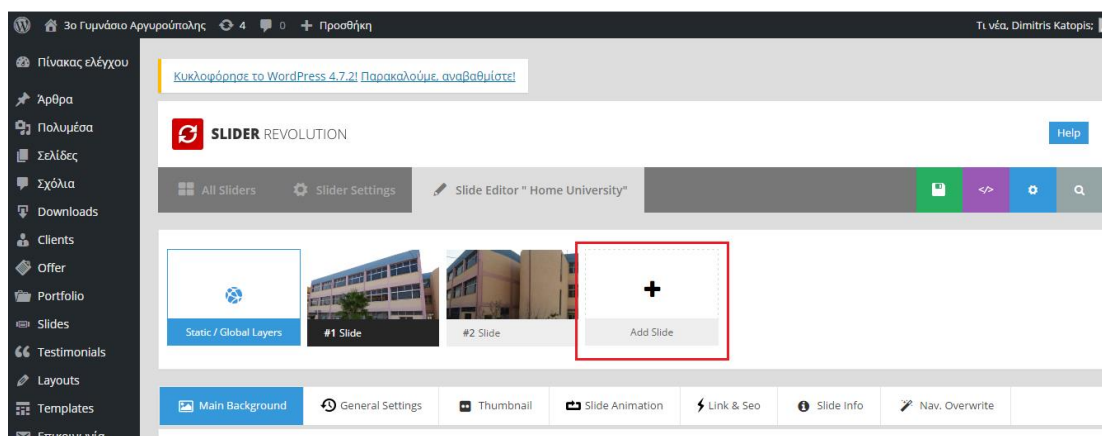 3ο Γυμνάσιο Αργυρούπολης 4 0 + Προσθήκη Τι νέα, Dimitris Katopis;
Πίνακας ελέγχου
Άρθρα
Πολυμέσα
Σελίδες
Σχόλια
Downloads
Clients
Offer
Portfolio
Slides
Testimonials
Layouts
Templates
Επικοινωνία
Κυκλοφόρησε το WordPress 4.7.2! Παρακαλούμε, αναβαθμίστε!
SLIDER REVOLUTION
Help
All Sliders Slider Settings Slide Editor " Home University"
Static / Global Layers #1 Slide #2 Slide Add Slide
Main Background General Settings Thumbnail Slide Animation Link & Seo Slide Info Nav. Overwrite